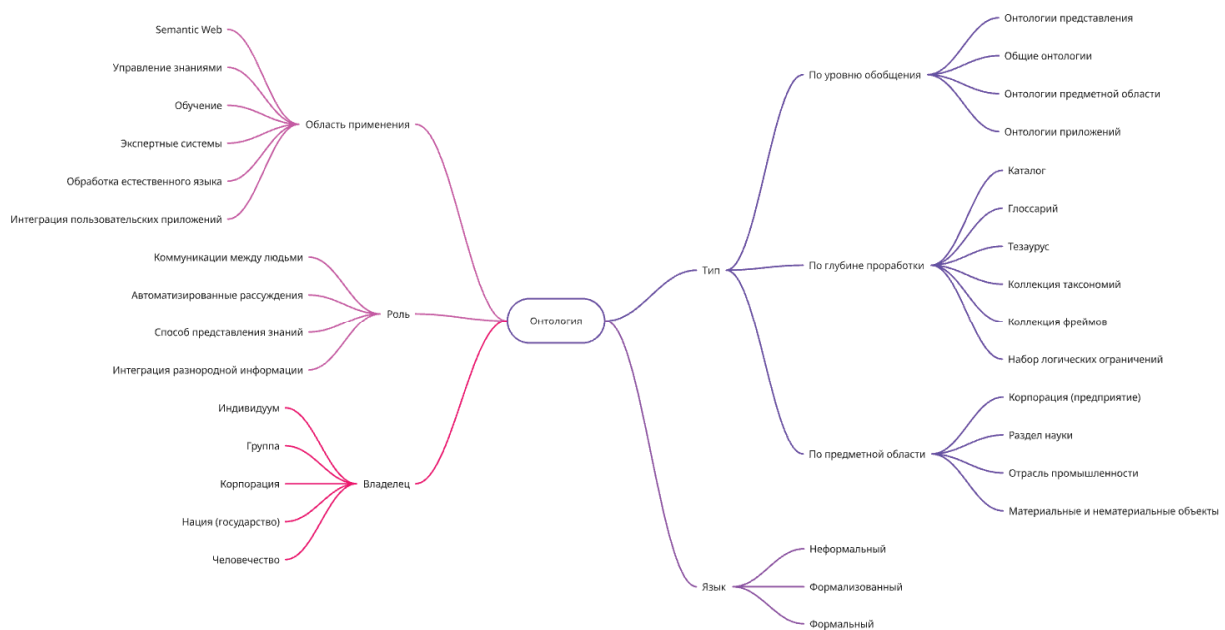 Онтология
Область применения
Semantic Web
Управление знаниями
Обучение
Экспертные системы
Обработка естественного языка
Интеграция пользовательских приложений
Роль
Коммуникации между людьми
Автоматизированные рассуждения
Способ представления знаний
Интеграция разнородной информации
Владелец
Индивидуум
Группа
Корпорация
Нация (государство)
Человечество
Тип
По уровню обобщения
Онтологии представления
Общие онтологии
Онтологии предметной области
Онтологии приложений
По глубине проработки
Каталог
Глоссарий
Тезаурус
Коллекция таксономий
Коллекция фреймов
Набор логических ограничений
По предметной области
Корпорация (предприятие)
Раздел науки
Отрасль промышленности
Материальные и нематериальные объекты
Язык
Неформальный
Формализованный
Формальный